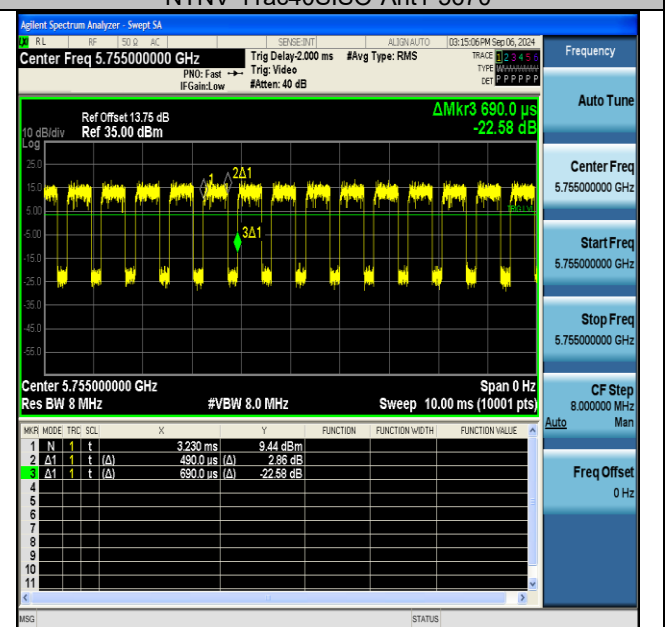 Agilent Spectrum Analyzer - Swept SA
RL RF 50 Ω AC SENSE:INT ALIGN AUTO 03:15:06 PM Sep 06, 2024
Center Freq 5.755000000 GHz
PNO: Fast
IFGain:Low
Trig Delay-2.000 ms
Trig: Video
#Atten: 40 dB
#Avg Type: RMS
TRACE 1 2 3 4 5 6
TYPE WWWWWW
DET P P P P P P
Frequency
Auto Tune
ΔMkr3 690.0 µs
-22.58 dB
Ref Offset 13.75 dB
10 dB/div Ref 35.00 dBm
Log
25.0
15.0
5.00
-5.00
-15.0
-25.0
-35.0
-45.0
-55.0
1
2Δ1
3Δ1
TRIG LVL
Center Freq
5.755000000 GHz
Start Freq
5.755000000 GHz
Stop Freq
5.755000000 GHz
CF Step
8.000000 MHz
Auto Man
Freq Offset
0 Hz
Center 5.755000000 GHz Span 0 Hz
Res BW 8 MHz #VBW 8.0 MHz Sweep 10.00 ms (10001 pts)
MKR MODE TRC SCL X Y FUNCTION FUNCTION WIDTH FUNCTION VALUE
1 N 1 t 3.230 ms 9.44 dBm
2 Δ1 1 t (Δ) 490.0 µs (Δ) 2.86 dB
3 Δ1 1 t (Δ) 690.0 µs (Δ) -22.58 dB
4
5
6
7
8
9
10
11
MSG STATUS